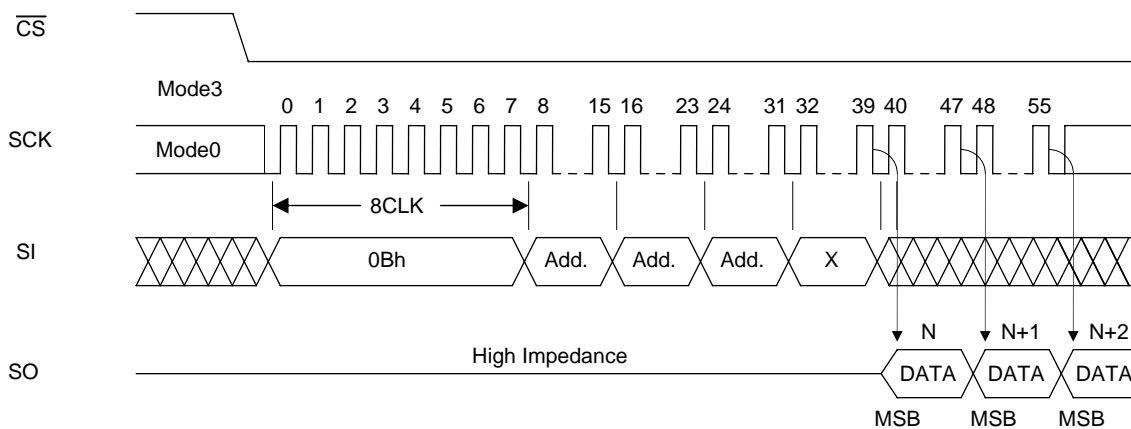 CS
Mode3
0 1 2 3 4 5 6 7 8 15 16 23 24 31 32 39 40 47 48 55
SCK
Mode0
8CLK
SI
0Bh Add. Add. Add. X
N N+1 N+2
High Impedance
SO
DATA DATA DATA
MSB MSB MSB